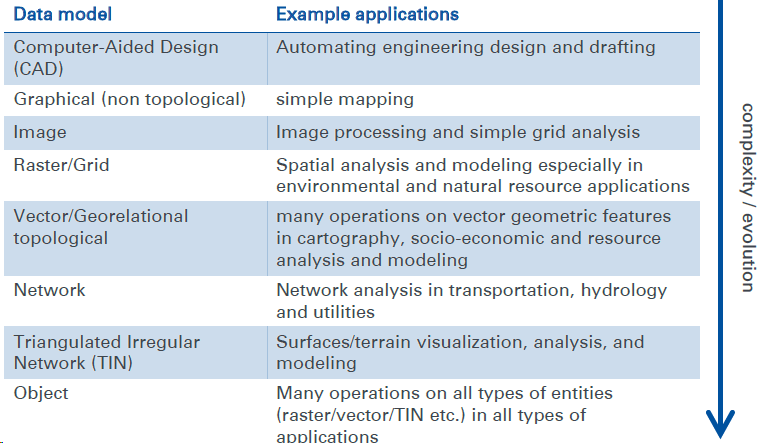 Data model Example applications
Computer-Aided Design Automating engineering design and drafting
(CAD)
Graphical (non topological) simple mapping
Image Image processing and simple grid analysis
Raster/Grid Spatial analysis and modeling especially in
environmental and natural resource applications
Vector/Georelational many operations on vector geometric features
topological in cartography, socio-economic and resource
analysis and modeling
Network Network analysis in transportation, hydrology
and utilities
Triangulated Irregular Surfaces/terrain visualization, analysis, and
Network (TIN) modeling
Object Many operations on all types of entities
(raster/vector/TIN etc.) in all types of
applications
complexity / evolution